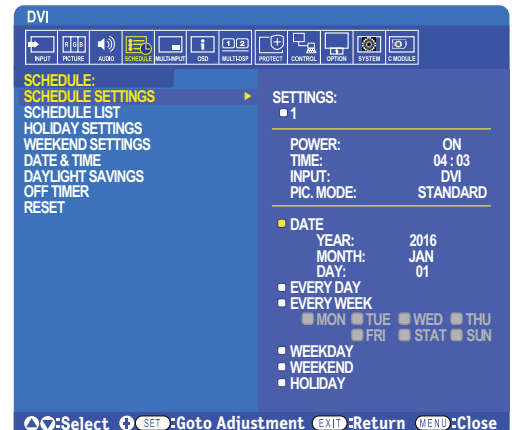 DVI
INPUT RGB PICTURE AUDIO SCHEDULE MULTI-INPUT OSD 1 2 MULTI-DSP PROTECT CONTROL OPTION SYSTEM C MODULE
SCHEDULE:
SCHEDULE SETTINGS
SCHEDULE LIST
HOLIDAY SETTINGS
WEEKEND SETTINGS
DATE & TIME
DAYLIGHT SAVINGS
OFF TIMER
RESET
SETTINGS:
1
POWER: ON
TIME: 04 : 03
INPUT: DVI
PIC. MODE: STANDARD
DATE
YEAR: 2016
MONTH: JAN
DAY: 01
EVERY DAY
EVERY WEEK
MON TUE WED THU
FRI STAT SUN
WEEKDAY
WEEKEND
HOLIDAY
:Select SET:Goto Adjustment EXIT:Return MENU:Close